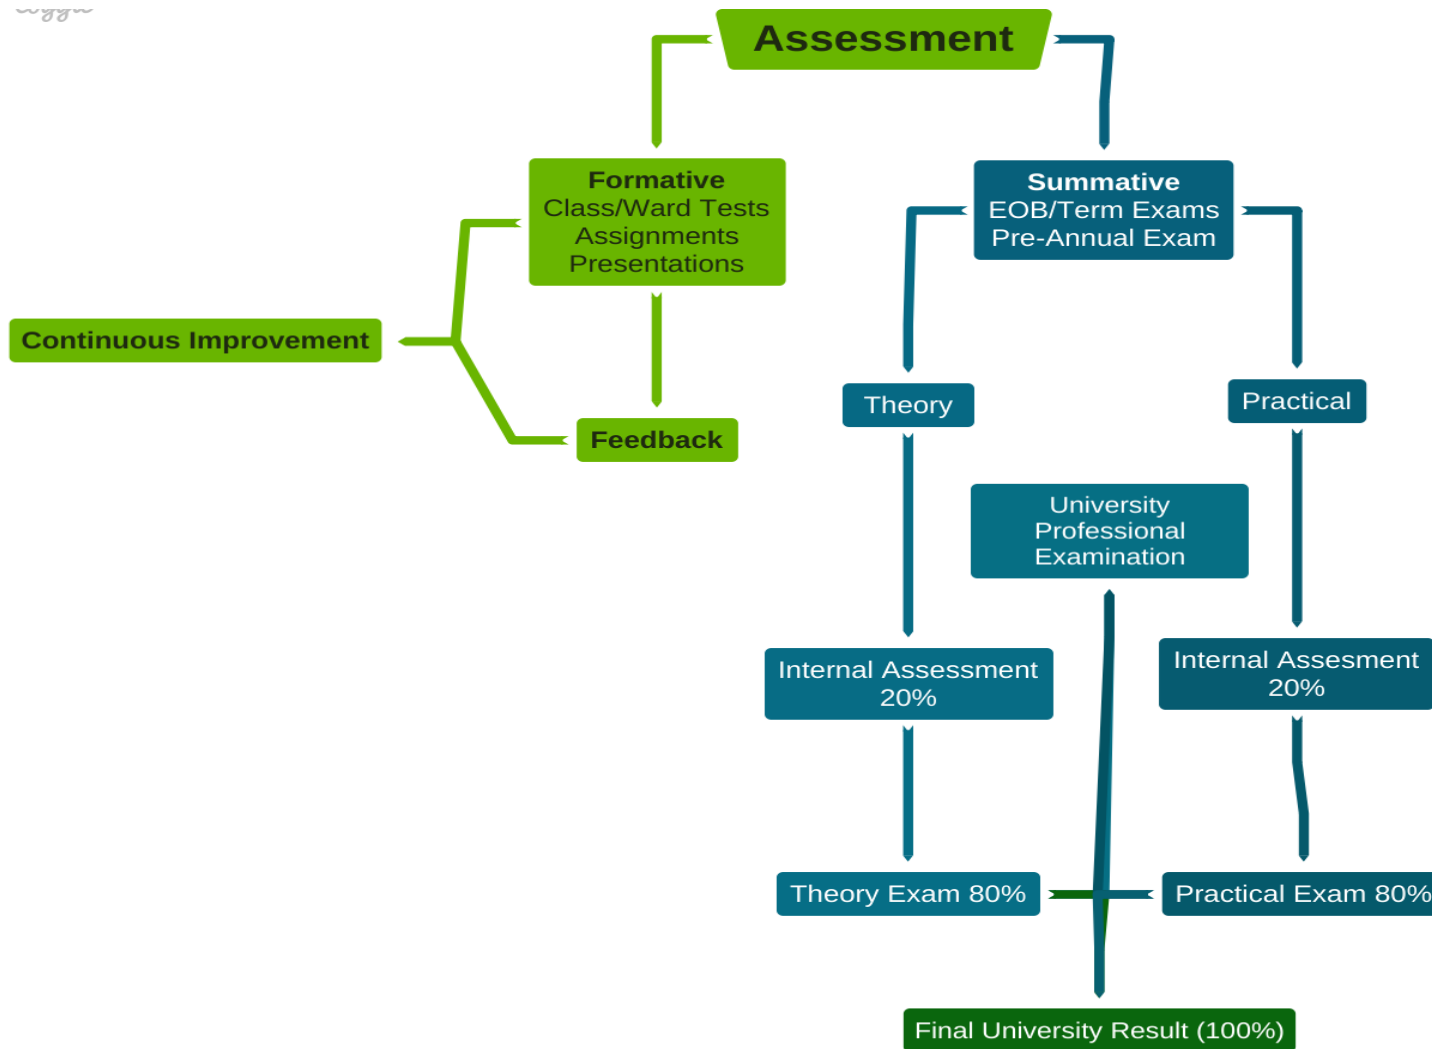 Assessment
Formative
Class/Ward Tests
Assignments
Presentations
Summative
EOB/Term Exams
Pre-Annual Exam
Continuous Improvement
Feedback
Theory
Practical
University
Professional
Examination
Internal Assessment
20%
Internal Assesment
20%
Theory Exam 80%
Practical Exam 80%
Final University Result (100%)